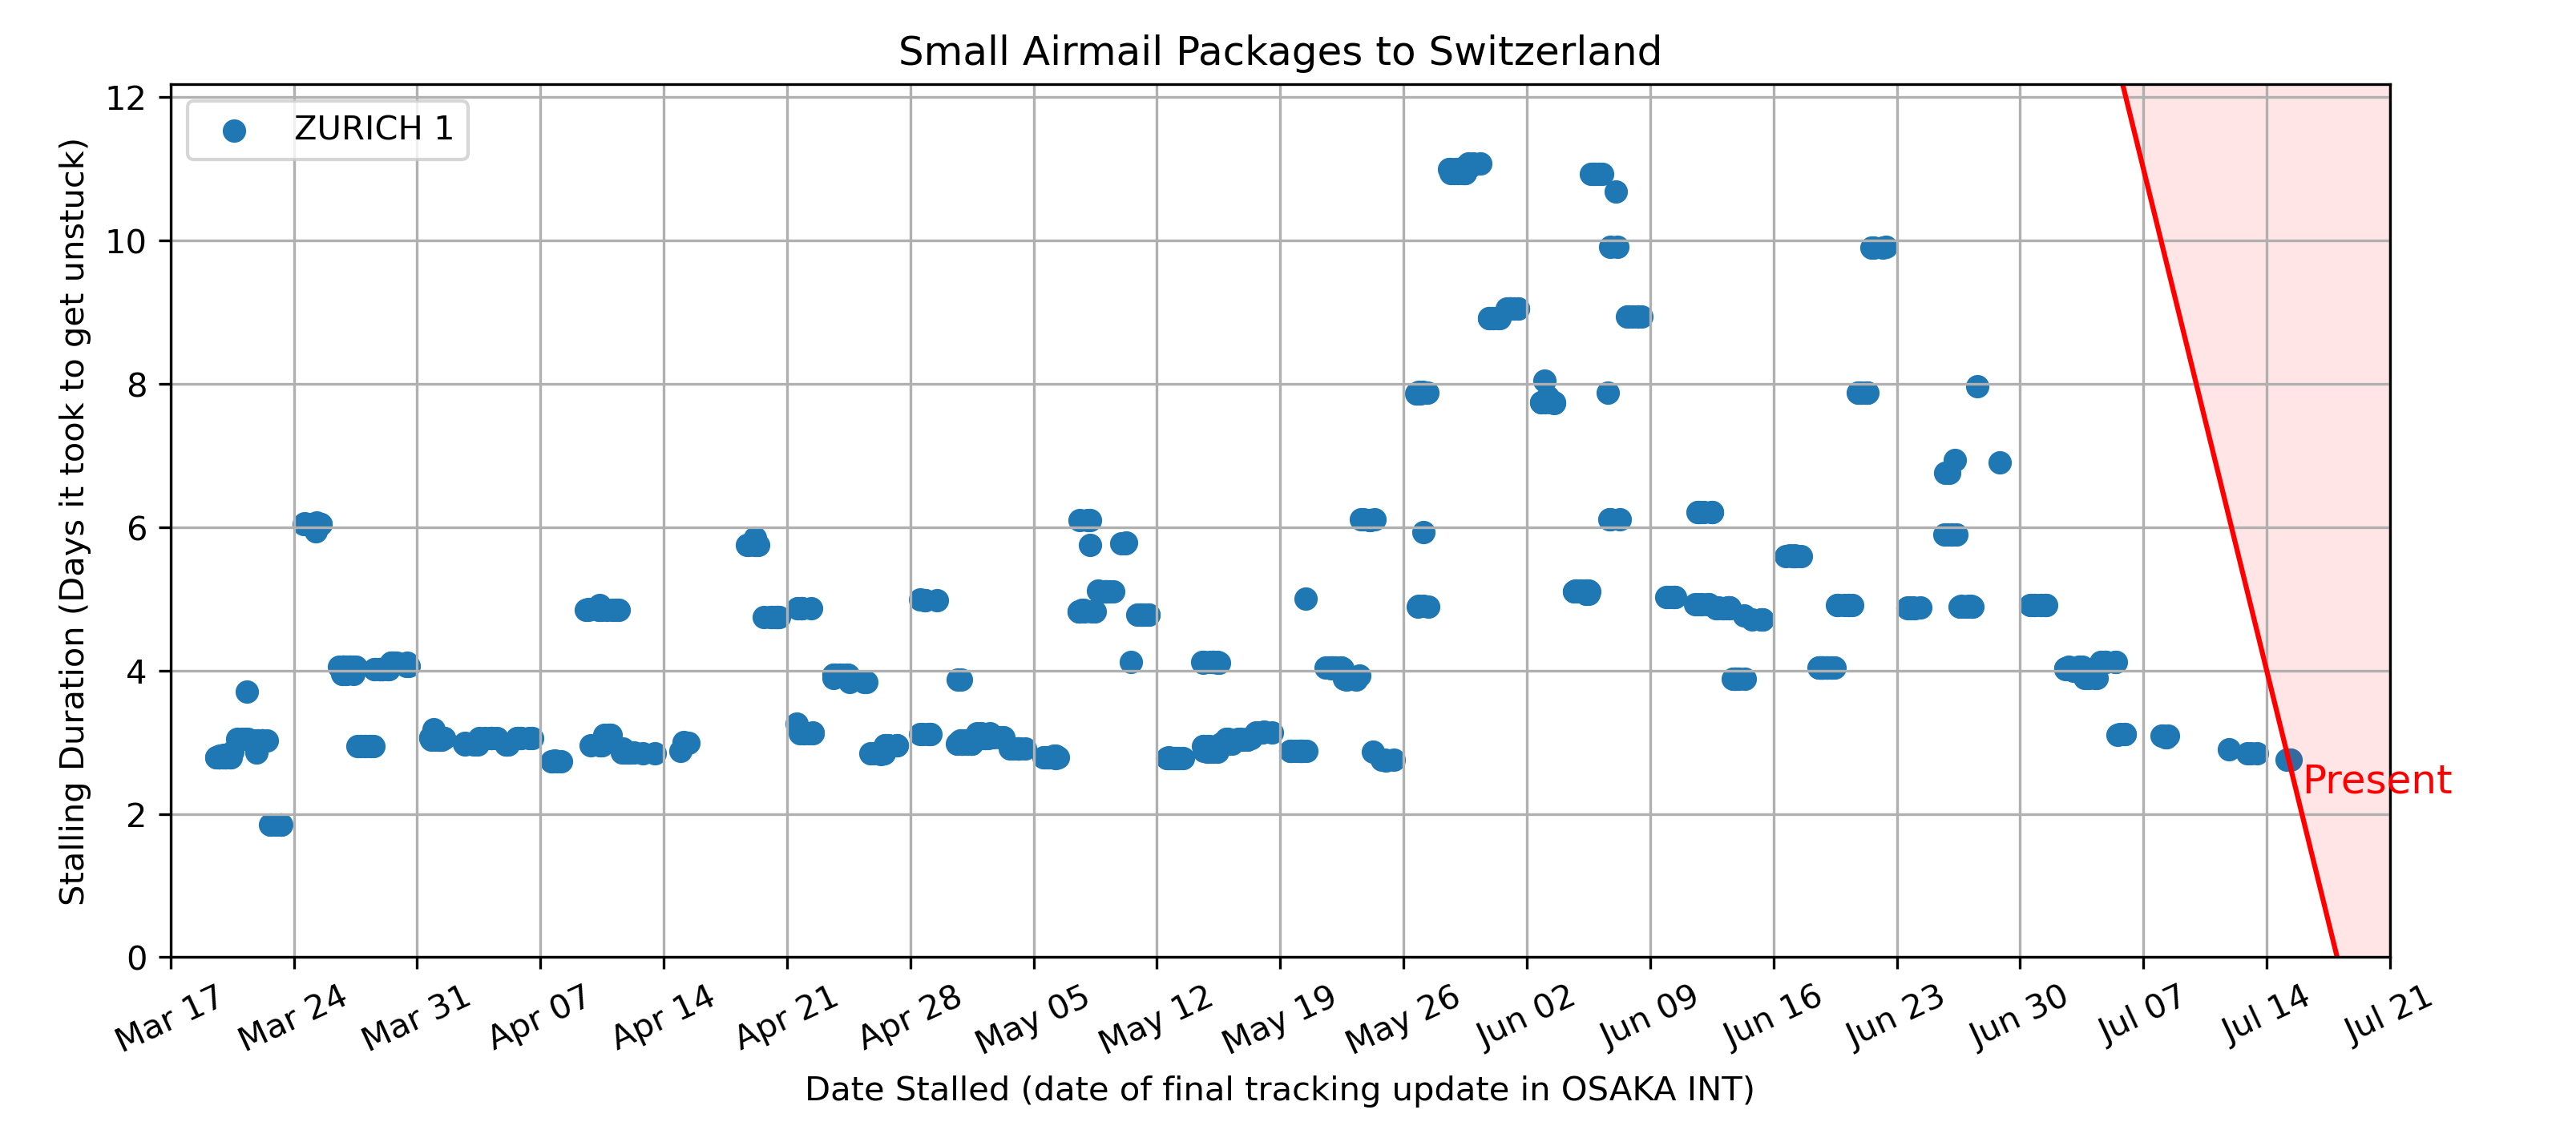 Small Airmail Packages to Switzerland
ZURICH 1
Stalling Duration (Days it took to get unstuck)
12
10
8
6
4
2
0
Present
Mar 17
Mar 24
Mar 31
Apr 07
Apr 14
Apr 21
Apr 28
May 05
May 12
May 19
May 26
Jun 02
Jun 09
Jun 16
Jun 23
Jun 30
Jul 07
Jul 14
Jul 21
Date Stalled (date of final tracking update in OSAKA INT)